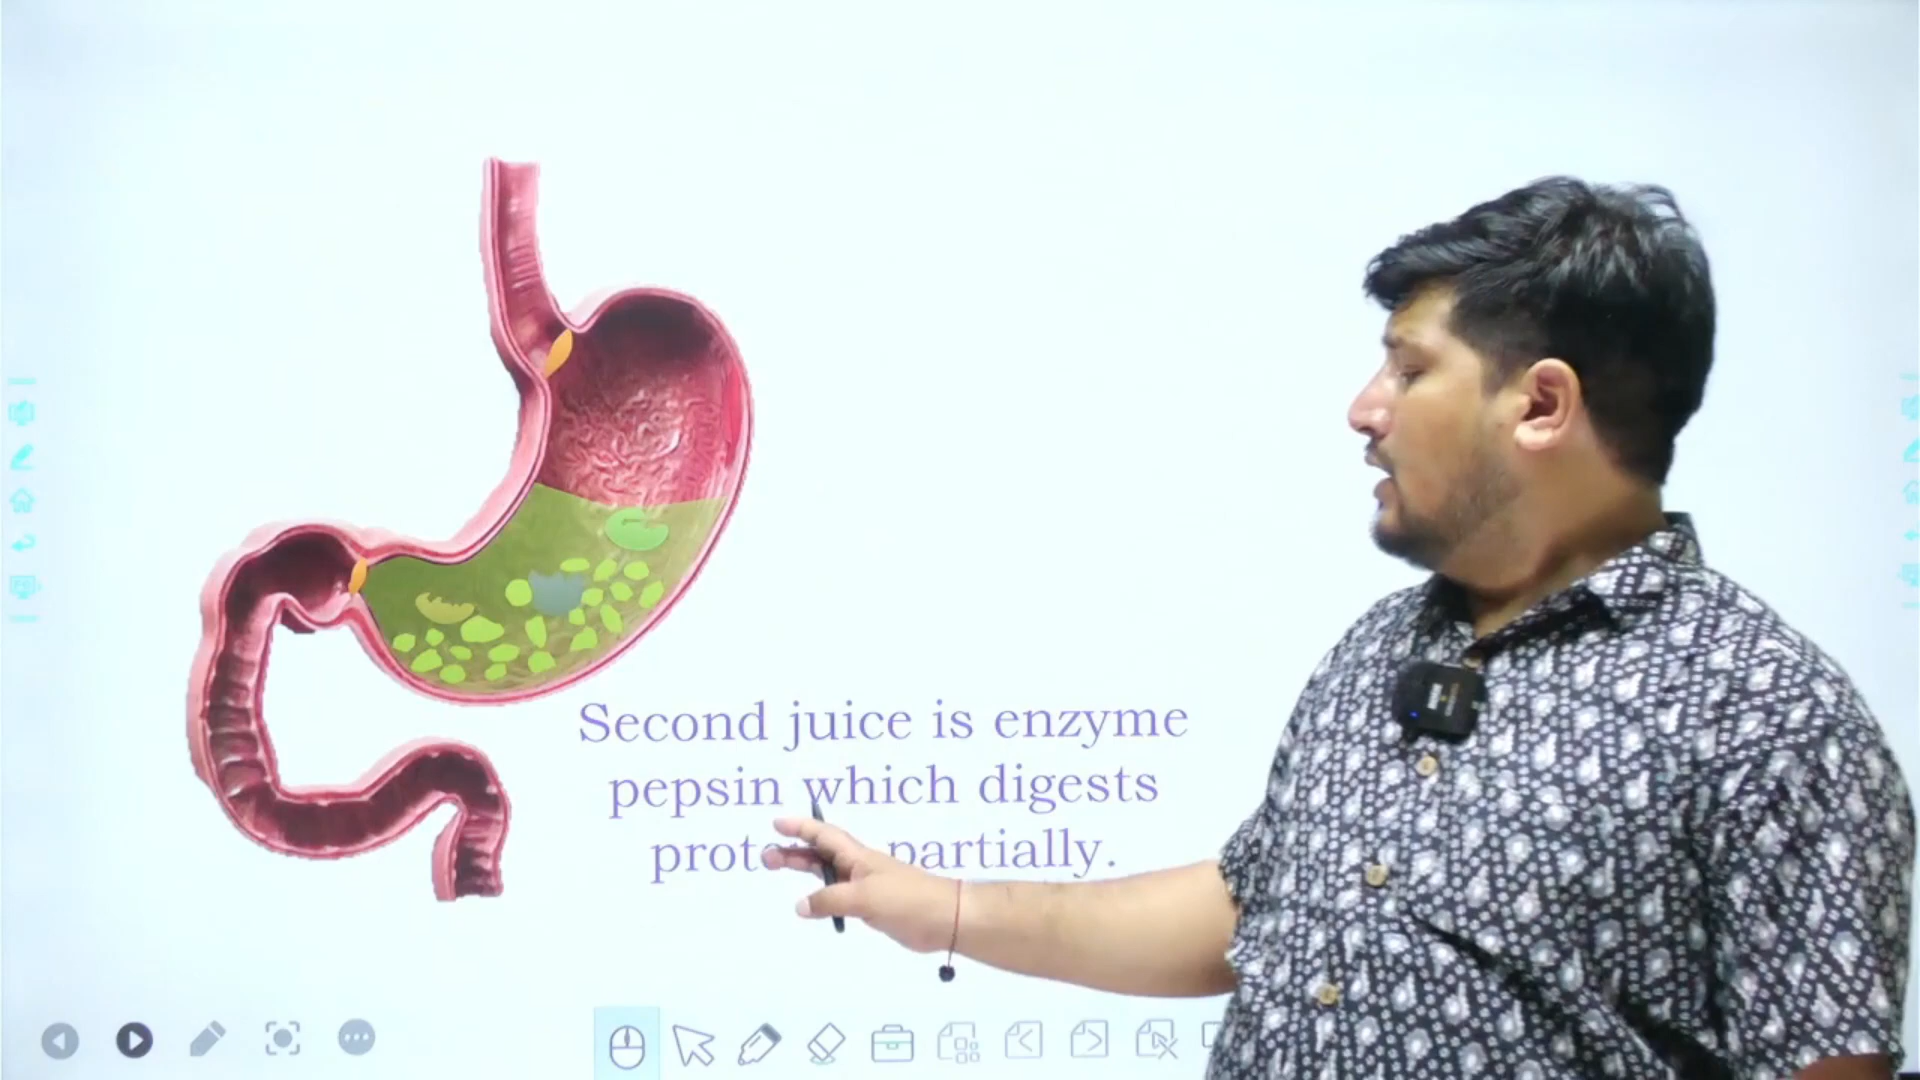 Second juice is enzyme
pepsin which digests
partially.